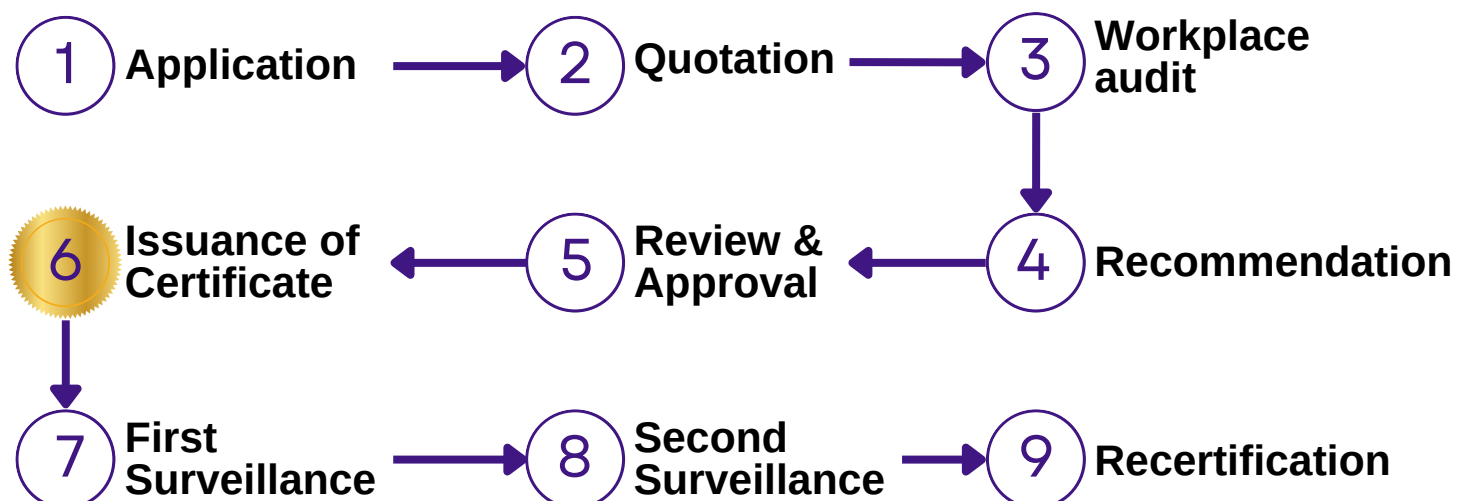 1 Application
2 Quotation
3 Workplace
audit
6 Issuance of
Certificate
5 Review &
Approval
4 Recommendation
7 First
Surveillance
8 Second
Surveillance
9 Recertification